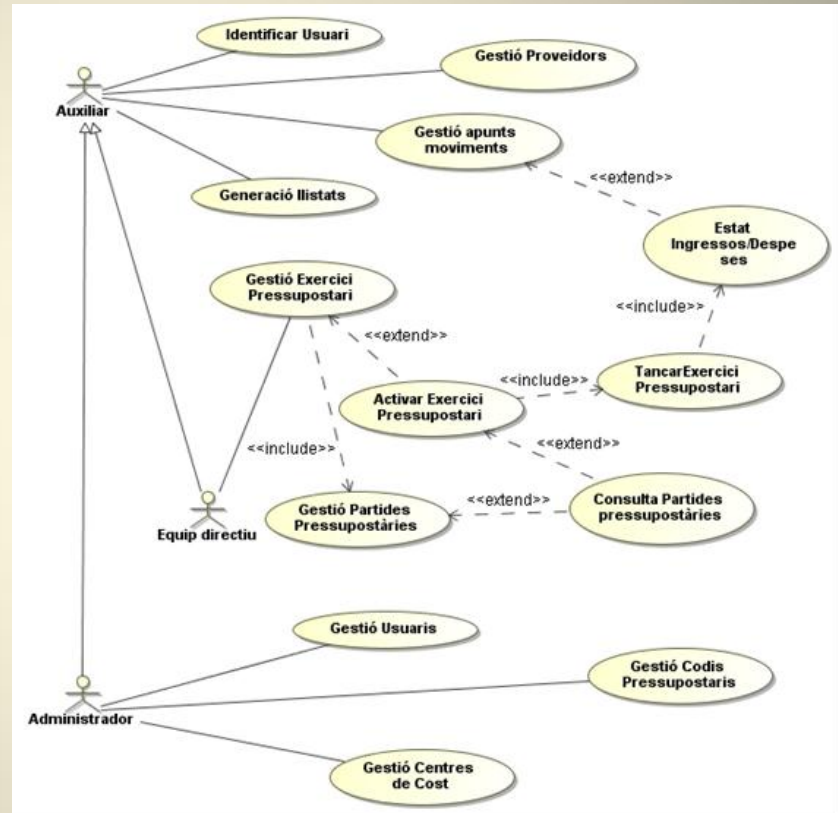 Identificar Usuari
Gestió Proveidors
Auxiliar
Gestió apunts
moviments
<<extend>>
Generació llistats
Estat
Ingressos/Despe
ses
Gestió Exercici
Pressupostari
<<extend>>
<<include>>
TancarExercici
Pressupostari
<<include>>
Activar Exercici
Pressupostari
<<include>>
<<extend>>
Gestió Partides
Pressupostàries
<<extend>>
Consulta Partides
pressupostàries
Equip directiu
Gestió Usuaris
Gestió Codis
Pressupostaris
Administrador
Gestió Centres
de Cost